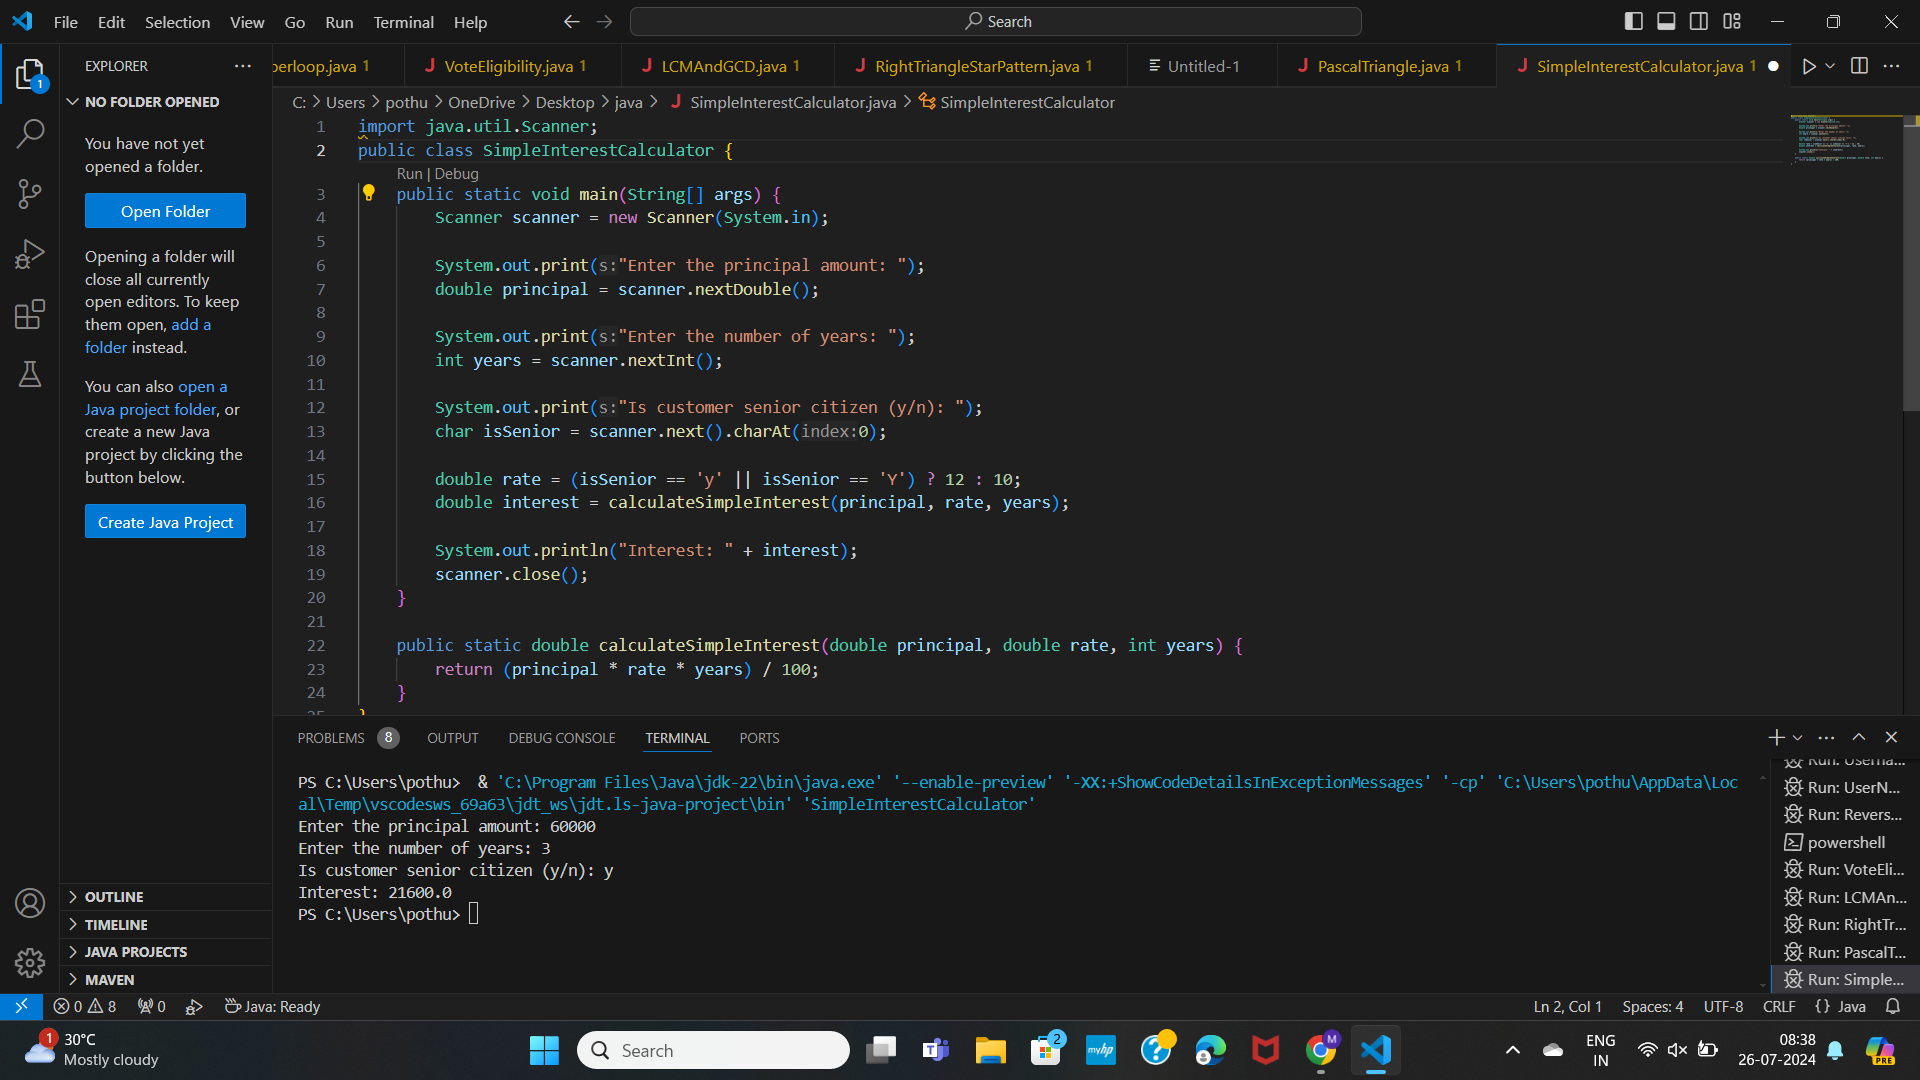 File Edit Selection View Go Run Terminal Help
Search
EXPLORER
perloop.java 1
VoteEligibility.java 1
LCMAndGCD.java 1
RightTriangleStarPattern.java 1
Untitled-1
PascalTriangle.java 1
SimpleInterestCalculator.java 1
1
NO FOLDER OPENED
You have not yet
opened a folder.
Open Folder
Opening a folder will
close all currently
open editors. To keep
them open, add a
folder instead.
You can also open a
Java project folder, or
create a new Java
project by clicking the
button below.
Create Java Project
OUTLINE
TIMELINE
JAVA PROJECTS
MAVEN
C: > Users > pothu > OneDrive > Desktop > java > SimpleInterestCalculator.java > SimpleInterestCalculator
1 import java.util.Scanner;
2 public class SimpleInterestCalculator {
Run | Debug
3 public static void main(String[] args) {
4 Scanner scanner = new Scanner(System.in);
5
6 System.out.print(s:"Enter the principal amount: ");
7 double principal = scanner.nextDouble();
8
9 System.out.print(s:"Enter the number of years: ");
10 int years = scanner.nextInt();
11
12 System.out.print(s:"Is customer senior citizen (y/n): ");
13 char isSenior = scanner.next().charAt(index:0);
14
15 double rate = (isSenior == 'y' || isSenior == 'Y') ? 12 : 10;
16 double interest = calculateSimpleInterest(principal, rate, years);
17
18 System.out.println("Interest: " + interest);
19 scanner.close();
20 }
21
22 public static double calculateSimpleInterest(double principal, double rate, int years) {
23 return (principal * rate * years) / 100;
24 }
25 }
PROBLEMS 8 OUTPUT DEBUG CONSOLE TERMINAL PORTS
PS C:\Users\pothu> & 'C:\Program Files\Java\jdk-22\bin\java.exe' '--enable-preview' '-XX:+ShowCodeDetailsInExceptionMessages' '-cp' 'C:\Users\pothu\AppData\Loc
al\Temp\vscodesws_69a63\jdt_ws\jdt.ls-java-project\bin' 'SimpleInterestCalculator'
Enter the principal amount: 60000
Enter the number of years: 3
Is customer senior citizen (y/n): y
Interest: 21600.0
PS C:\Users\pothu>
Run: Userna...
Run: UserN...
Run: Revers...
powershell
Run: VoteEli...
Run: LCMAn...
Run: RightTr...
Run: PascalT...
Run: Simple...
0 8 0 Java: Ready
Ln 2, Col 1 Spaces: 4 UTF-8 CRLF {} Java
1
30°C
Mostly cloudy
Search
2
myhp
M
ENG
IN
08:38
26-07-2024
PRE